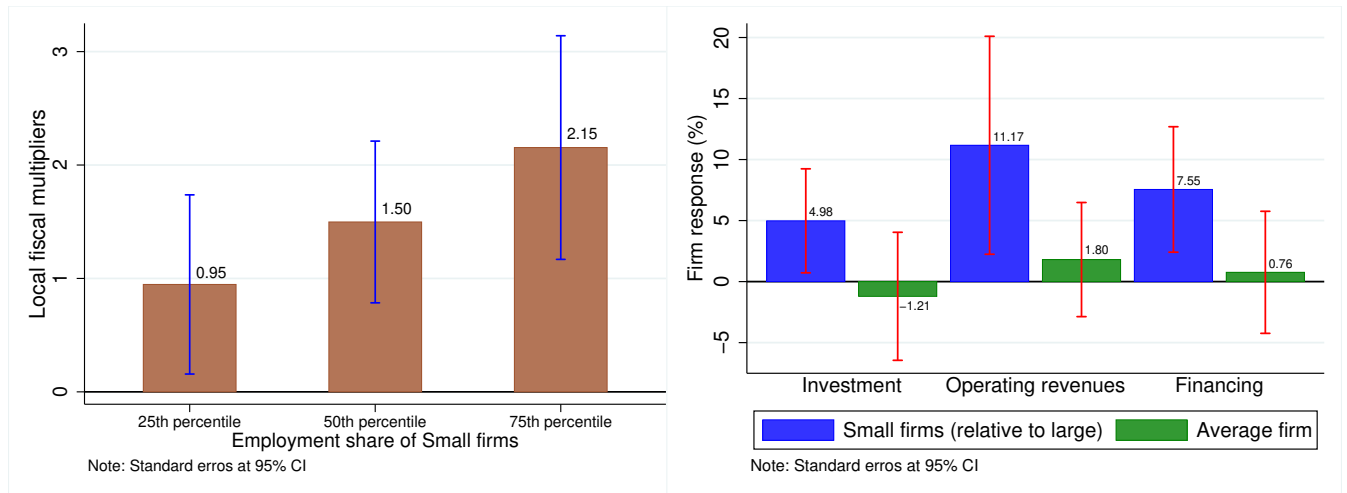 Local fiscal multipliers
3
2
1
0
0.95
1.50
2.15
25th percentile
50th percentile
75th percentile
Employment share of Small firms
Note: Standard erros at 95% CI
Firm response (%)
20
15
10
5
0
−5
4.98
−1.21
11.17
1.80
7.55
0.76
Investment
Operating revenues
Financing
Small firms (relative to large)
Average firm
Note: Standard erros at 95% CI